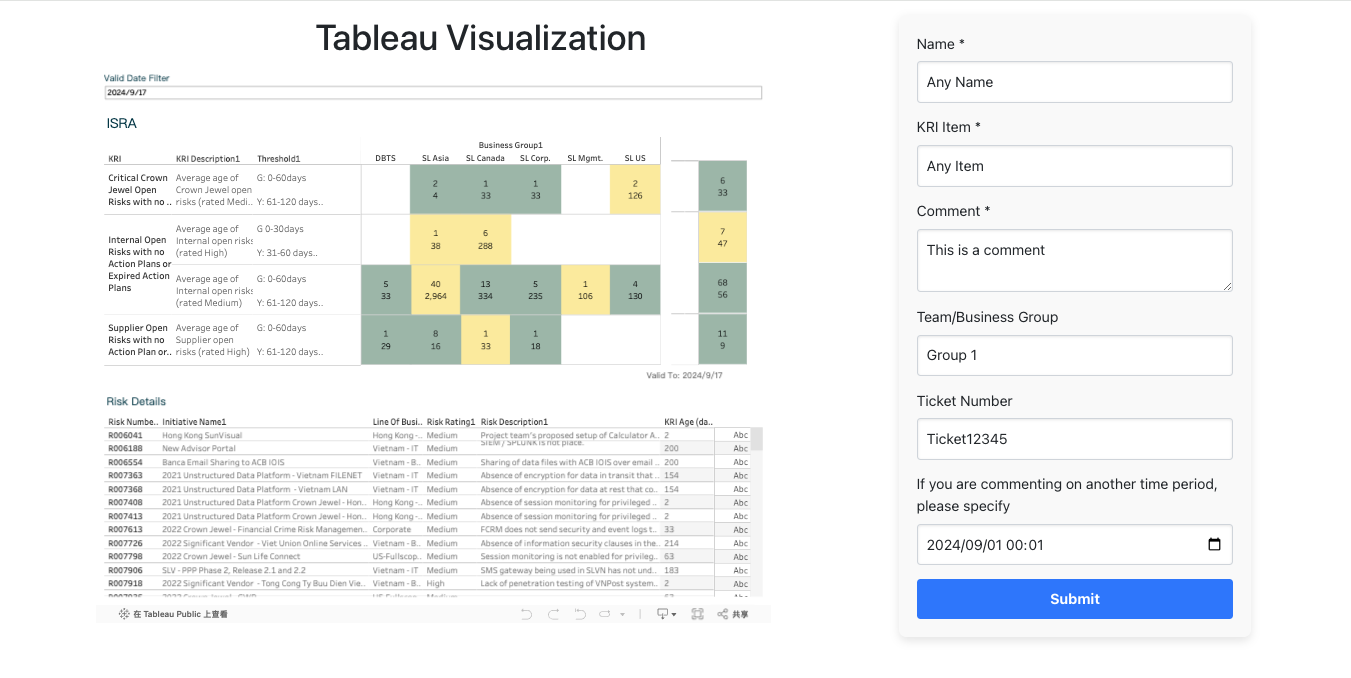 Tableau Visualization
Valid Date Filter
2024/9/17
ISRA
Business Group1
KRI KRI Description1 Threshold1 DBTS SL Asia SL Canada SL Corp. SL Mgmt. SL US
Critical Crown Average age of G: 0-60days
Jewel Open Crown Jewel open 2 1 1 2 6
Risks with no .. risks (rated Medi.. Y: 61-120 days.. 4 33 33 126 33
Average age of G 0-30days
Internal open risks 1 6 7
(rated High) Y: 31-60 days.. 38 288 47
Internal Open
Risks with no
Action Plans or
Expired Action
Plans
Average age of G: 0-60days
Internal open risks 5 40 13 5 1 4 68
(rated Medium) Y: 61-120 days.. 33 2,964 334 235 106 130 56
Supplier Open Average age of G: 0-60days
Risks with no Supplier open 1 8 1 1 11
Action Plan or.. risks (rated High) Y: 61-120 days.. 29 16 33 18 9
Valid To: 2024/9/17
Risk Details
Risk Numbe.. Initiative Name1 Line Of Busi.. Risk Rating1 Risk Description1 KRI Age (da..
R006041 Hong Kong SunVisual Hong Kong -.. Medium Project team's proposed setup of Calculator A.. 2 Abc
R006188 New Advisor Portal Vietnam - IT Medium SIEM / SPLUNK is not place. 200 Abc
R006554 Banca Email Sharing to ACB IOIS Vietnam - B.. Medium Sharing of data files with ACB IOIS over email .. 200 Abc
R007363 2021 Unstructured Data Platform - Vietnam FILENET Vietnam - IT Medium Absence of encryption for data in transit that .. 154 Abc
R007368 2021 Unstructured Data Platform - Vietnam LAN Vietnam - IT Medium Absence of encryption for data at rest that co.. 154 Abc
R007408 2021 Unstructured Data Platform Crown Jewel - Hon.. Hong Kong -.. Medium Absence of session monitoring for privileged .. 2 Abc
R007413 2021 Unstructured Data Platform Crown Jewel - Hon.. Hong Kong -.. Medium Absence of session monitoring for privileged .. 2 Abc
R007613 2022 Crown Jewel - Financial Crime Risk Managemen.. Corporate Medium FCRM does not send security and event logs t.. 33 Abc
R007726 2022 Significant Vendor - Viet Union Online Services .. Vietnam - B.. Medium Absence of information security clauses in the.. 214 Abc
R007798 2022 Crown Jewel - Sun Life Connect US-Fullscop.. Medium Session monitoring is not enabled for privileg.. 63 Abc
R007906 SLV - PPP Phase 2, Release 2.1 and 2.2 Vietnam - IT Medium SMS gateway being used in SLVN has not und.. 183 Abc
R007918 2022 Significant Vendor - Tong Cong Ty Buu Dien Vie.. Vietnam - B.. High Lack of penetration testing of VNPost system.. 2 Abc
在 Tableau Public 上查看 共享
Name *
Any Name
KRI Item *
Any Item
Comment *
This is a comment
Team/Business Group
Group 1
Ticket Number
Ticket12345
If you are commenting on another time period,
please specify
2024/09/01 00:01
Submit